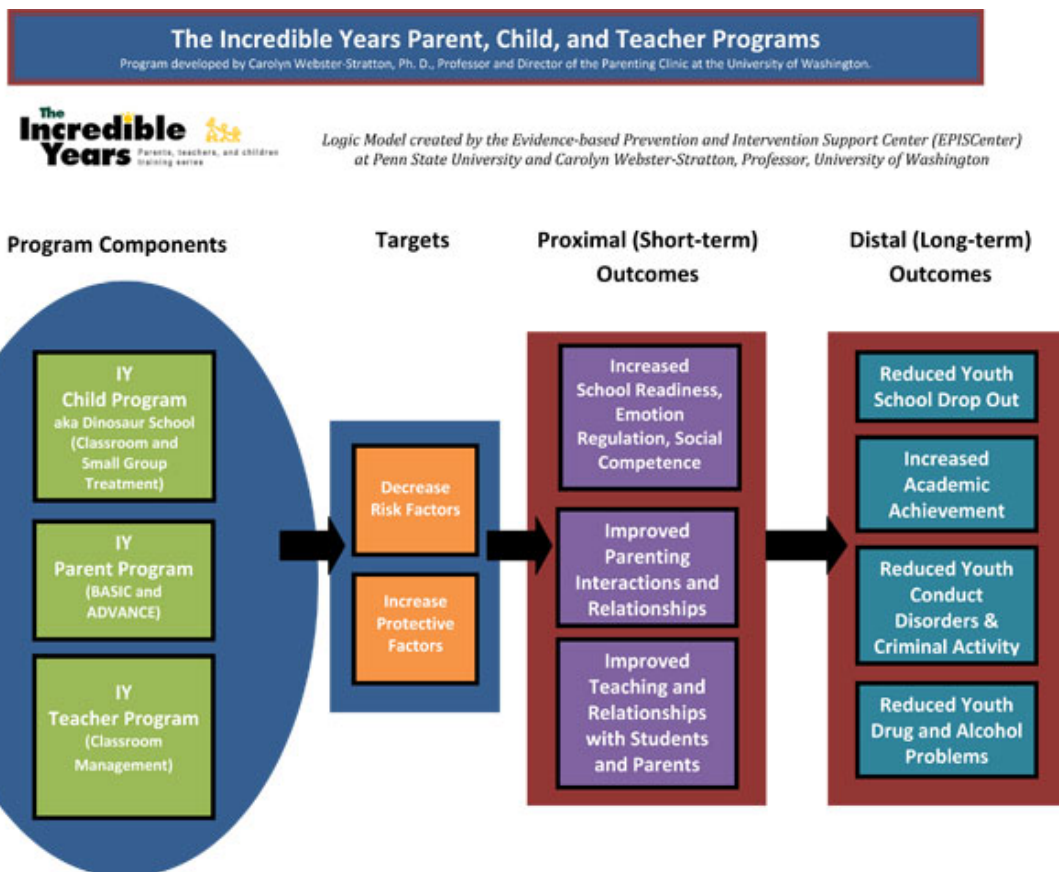 The Incredible Years Parent, Child, and Teacher Programs
Program developed by Carolyn Webster-Stratton, Ph. D., Professor and Director of the Parenting Clinic at the University of Washington.
The
Incredible
Years
Parents, teachers, and children
training series
Logic Model created by the Evidence-based Prevention and Intervention Support Center (EPISCenter)
at Penn State University and Carolyn Webster-Stratton, Professor, University of Washington
Program Components
IY
Child Program
aka Dinosaur School
(Classroom and
Small Group
Treatment)
IY
Parent Program
(BASIC and
ADVANCE)
IY
Teacher Program
(Classroom
Management)
Targets
Decrease
Risk Factors
Increase
Protective
Factors
Proximal (Short-term)
Outcomes
Increased
School Readiness,
Emotion
Regulation, Social
Competence
Improved
Parenting
Interactions and
Relationships
Improved
Teaching and
Relationships
with Students
and Parents
Distal (Long-term)
Outcomes
Reduced Youth
School Drop Out
Increased
Academic
Achievement
Reduced Youth
Conduct
Disorders &
Criminal Activity
Reduced Youth
Drug and Alcohol
Problems